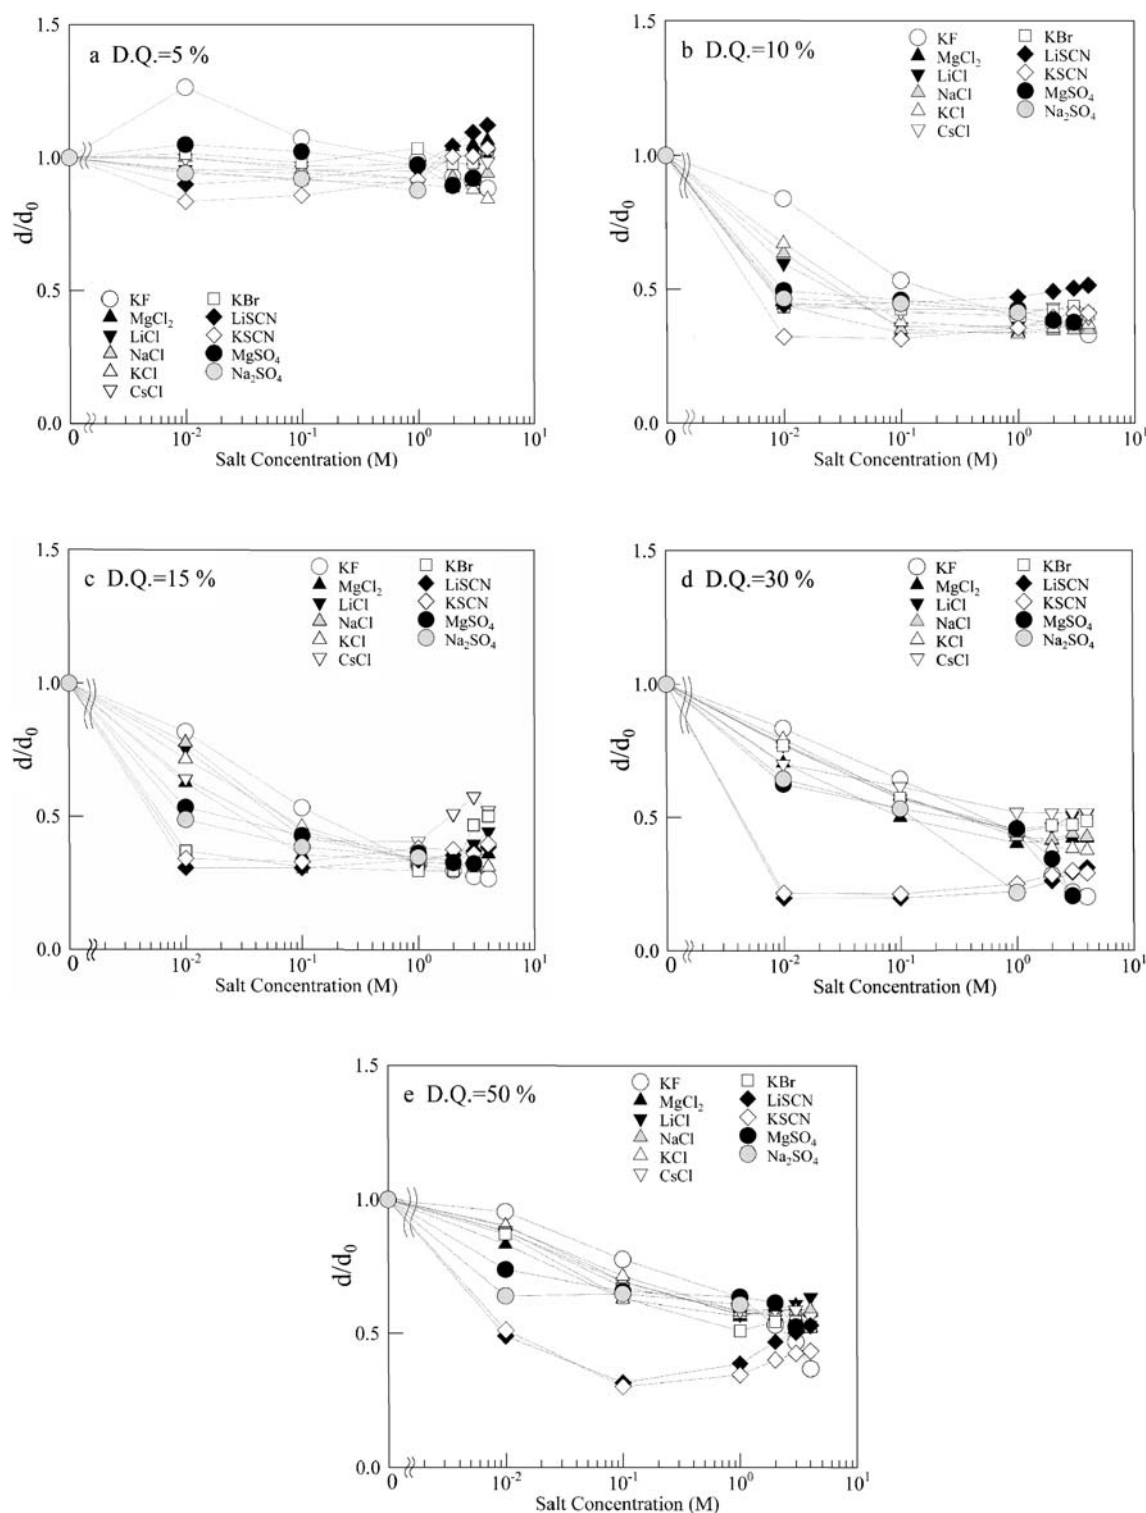 a D.Q.=5 %
1.5
1.0
0.5
0.0
d/d₀
KF
MgCl₂
LiCl
NaCl
KCl
CsCl
KBr
LiSCN
KSCN
MgSO₄
Na₂SO₄
0 10⁻² 10⁻¹ 10⁰ 10¹
Salt Concentration (M)
b D.Q.=10 %
1.5
1.0
0.5
0.0
d/d₀
KF
MgCl₂
LiCl
NaCl
KCl
CsCl
KBr
LiSCN
KSCN
MgSO₄
Na₂SO₄
0 10⁻² 10⁻¹ 10⁰ 10¹
Salt Concentration (M)
c D.Q.=15 %
1.5
1.0
0.5
0.0
d/d₀
KF
MgCl₂
LiCl
NaCl
KCl
CsCl
KBr
LiSCN
KSCN
MgSO₄
Na₂SO₄
0 10⁻² 10⁻¹ 10⁰ 10¹
Salt Concentration (M)
d D.Q.=30 %
1.5
1.0
0.5
0.0
d/d₀
KF
MgCl₂
LiCl
NaCl
KCl
CsCl
KBr
LiSCN
KSCN
MgSO₄
Na₂SO₄
0 10⁻² 10⁻¹ 10⁰ 10¹
Salt Concentration (M)
e D.Q.=50 %
1.5
1.0
0.5
0.0
d/d₀
KF
MgCl₂
LiCl
NaCl
KCl
CsCl
KBr
LiSCN
KSCN
MgSO₄
Na₂SO₄
0 10⁻² 10⁻¹ 10⁰ 10¹
Salt Concentration (M)